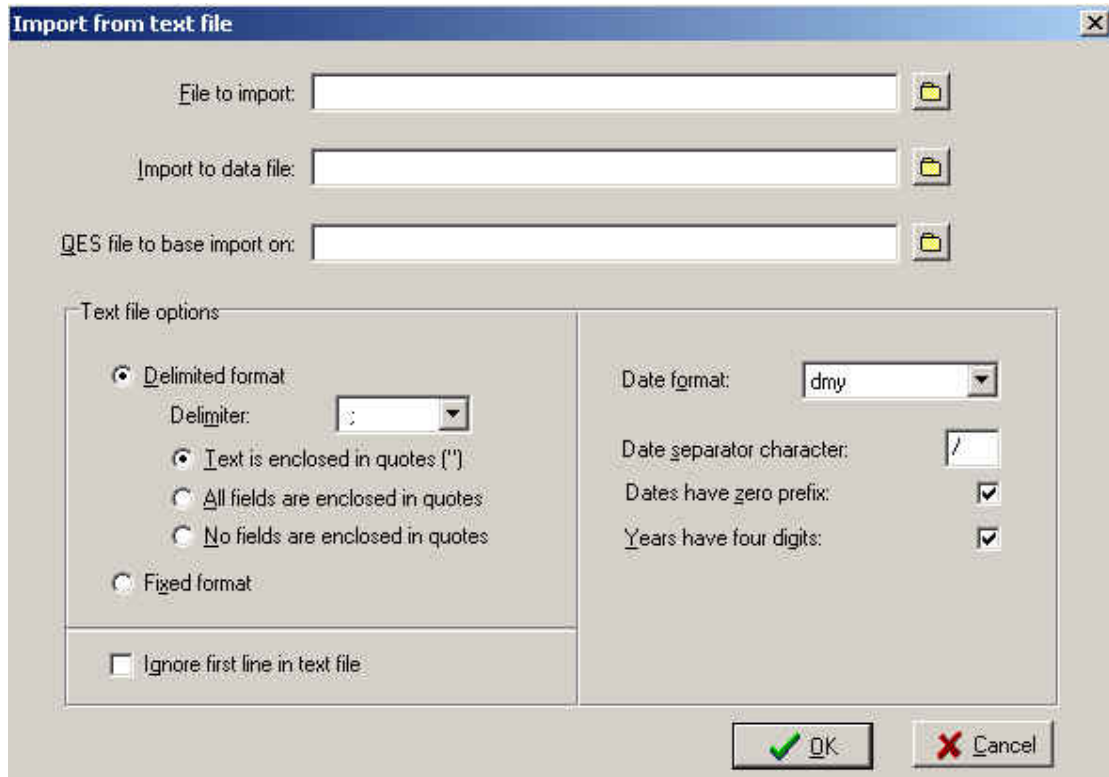 Import from text file
File to import:
Import to data file:
QES file to base import on:
Text file options
Delimited format
Delimiter: ;
Text is enclosed in quotes (")
All fields are enclosed in quotes
No fields are enclosed in quotes
Fixed format
Ignore first line in text file
Date format: dmy
Date separator character: /
Dates have zero prefix:
Years have four digits:
OK Cancel